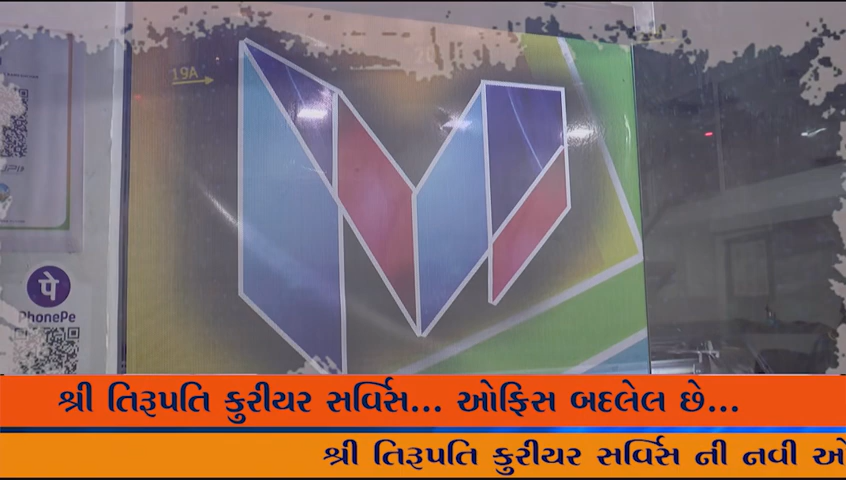 19A
पे
PhonePe
શ્રી તિરૂપતિ કુરીયર સર્વિસ... ઓફિસ બદલેલ છે...
શ્રી તિરૂપતિ કુરીયર સર્વિસ ની નવી ઓ